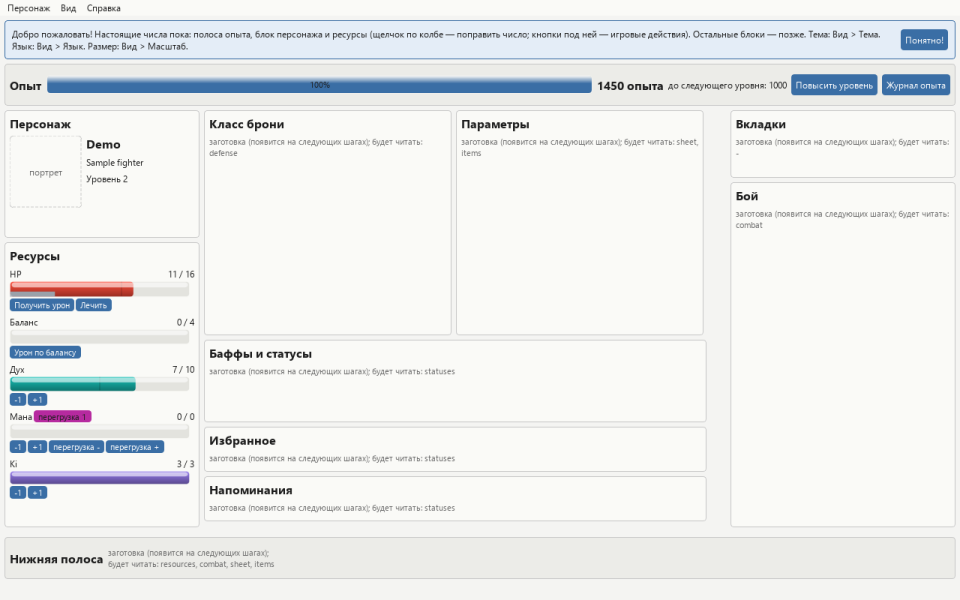 Персонаж Вид Справка
Добро пожаловать! Настоящие числа пока: полоса опыта, блок персонажа и ресурсы (щелчок по колбе — поправить число; кнопки под ней — игровые действия). Остальные блоки — позже. Тема: Вид > Тема.
Язык: Вид > Язык. Размер: Вид > Масштаб.
Понятно!
Опыт 100% 1450 опыта до следующего уровня: 1000 Повысить уровень Журнал опыта
Персонаж
портрет
Demo
Sample fighter
Уровень 2
Ресурсы
HP 11 / 16
Получить урон Лечить
Баланс 0 / 4
Урон по балансу
Дух 7 / 10
-1 +1
Мана перегрузка 1 0 / 0
-1 +1 перегрузка - перегрузка +
Ki 3 / 3
-1 +1
Класс брони
заготовка (появится на следующих шагах); будет читать:
defense
Параметры
заготовка (появится на следующих шагах); будет читать: sheet,
items
Баффы и статусы
заготовка (появится на следующих шагах); будет читать: statuses
Избранное
заготовка (появится на следующих шагах); будет читать: statuses
Напоминания
заготовка (появится на следующих шагах); будет читать: statuses
Вкладки
заготовка (появится на следующих шагах); будет читать:
-
Бой
заготовка (появится на следующих шагах); будет читать:
combat
Нижняя полоса
заготовка (появится на следующих шагах);
будет читать: resources, combat, sheet, items